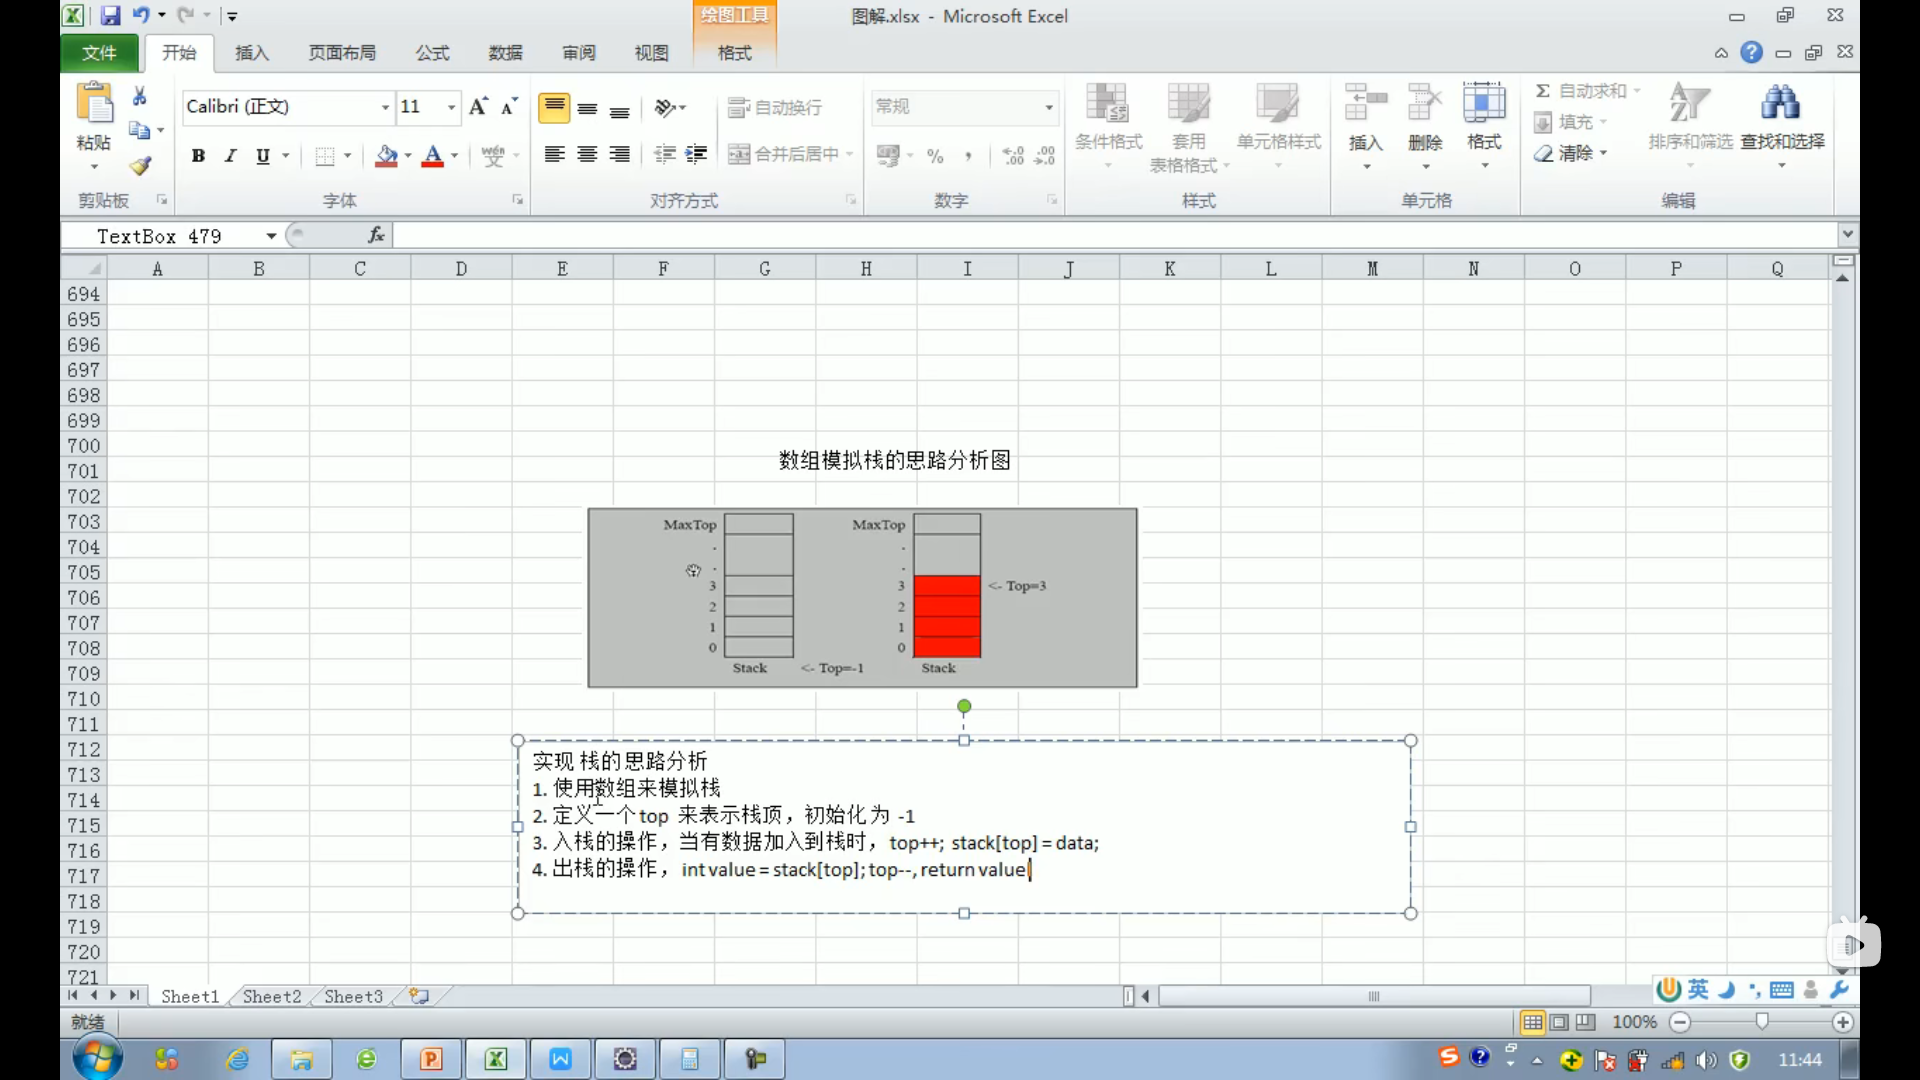 图解.xlsx - Microsoft Excel
绘图工具
文件 开始 插入 页面布局 公式 数据 审阅 视图 格式
粘贴
剪贴板
Calibri (正文) 11
B I U
字体
自动换行
合并后居中
对齐方式
常规
% ,
数字
条件格式 套用 表格格式 单元格样式
样式
插入 删除 格式
单元格
Σ 自动求和
填充
清除
排序和筛选 查找和选择
编辑
TextBox 479 fx
A B C D E F G H I J K L M N O P Q
694
695
696
697
698
699
700
701
702
703
704
705
706
707
708
709
710
711
712
713
714
715
716
717
718
719
720
721
数组模拟栈的思路分析图
MaxTop MaxTop
. .
. .
3 3 <- Top=3
2 2
1 1
0 0
Stack <- Top=-1 Stack
实现 栈的 思路分析
1. 使用数组来模拟栈
2. 定义一个 top 来表示栈顶，初始化 为 -1
3. 入栈的操作，当有数据加入到栈时， top++; stack[top] = data;
4. 出栈的操作， int value = stack[top]; top--, return value
Sheet1 Sheet2 Sheet3
英
就绪
100%
11:44